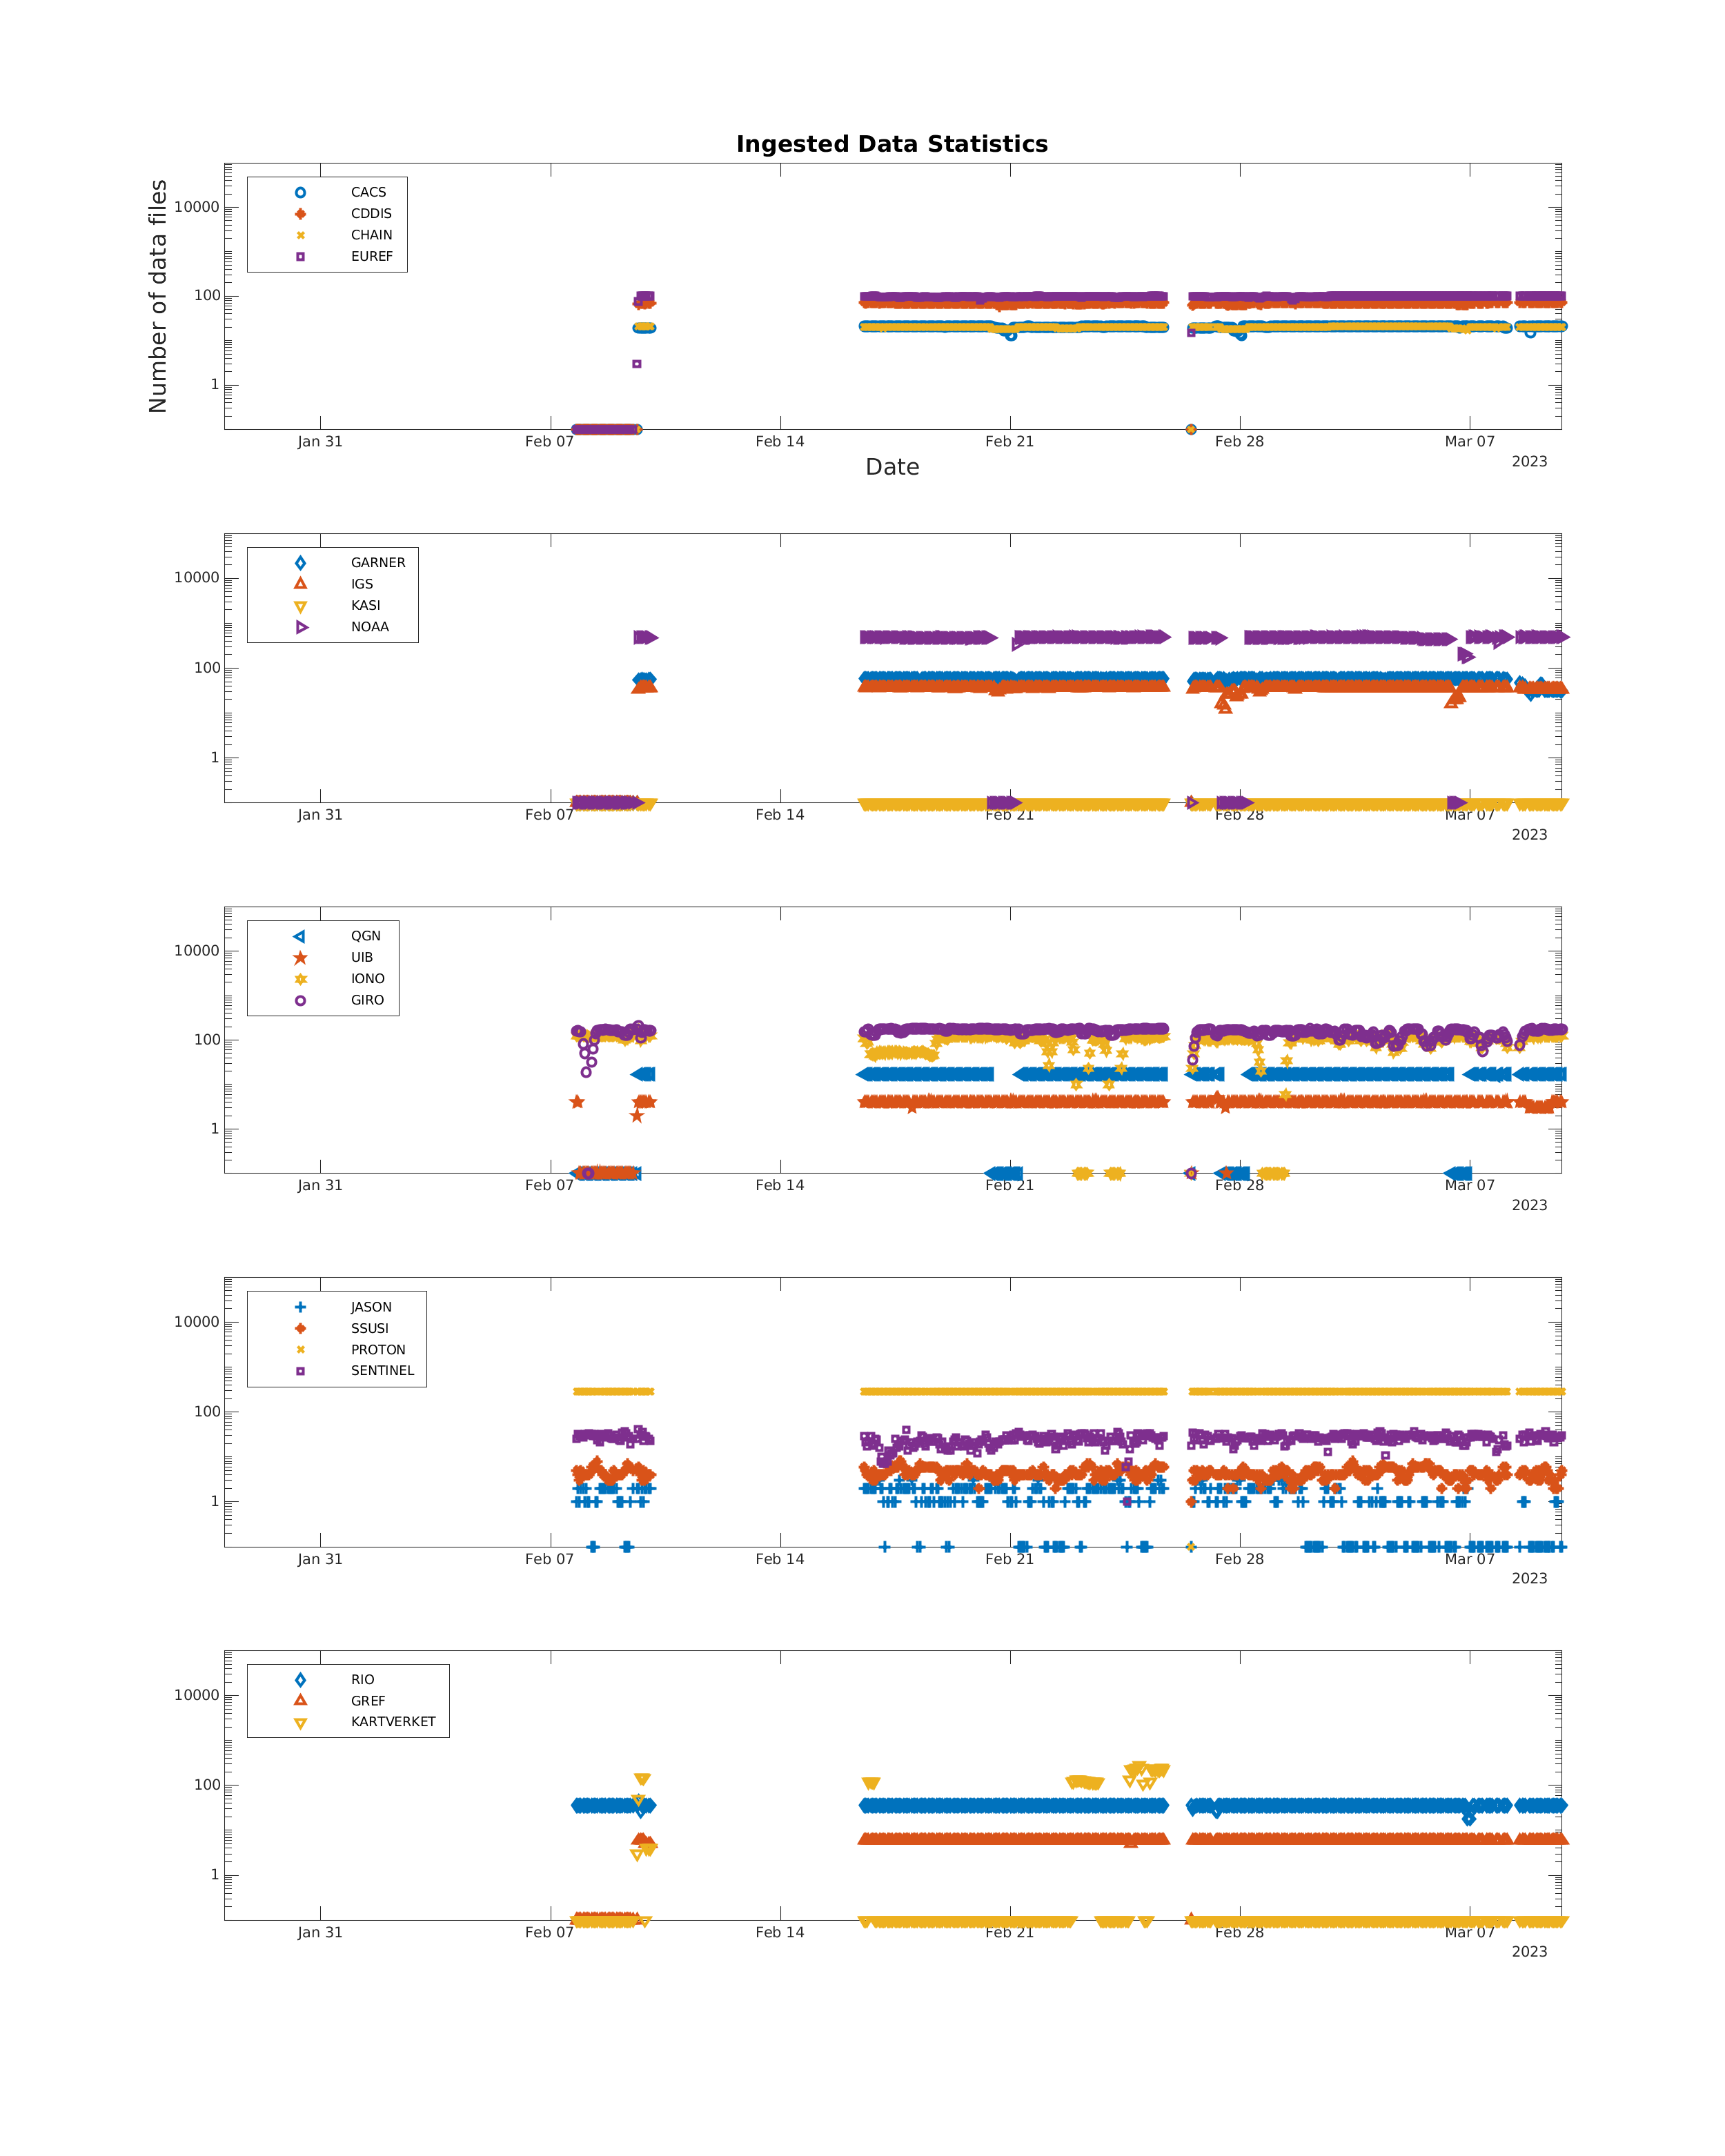 Ingested Data Statistics
Number of data files
10000
100
1
CACS
CDDIS
CHAIN
EUREF
Jan 31 Feb 07 Feb 14 Feb 21 Feb 28 Mar 07
2023
Date
10000
100
1
GARNER
IGS
KASI
NOAA
Jan 31 Feb 07 Feb 14 Feb 21 Feb 28 Mar 07
2023
10000
100
1
QGN
UIB
IONO
GIRO
Jan 31 Feb 07 Feb 14 Feb 21 Feb 28 Mar 07
2023
10000
100
1
JASON
SSUSI
PROTON
SENTINEL
Jan 31 Feb 07 Feb 14 Feb 21 Feb 28 Mar 07
2023
10000
100
1
RIO
GREF
KARTVERKET
Jan 31 Feb 07 Feb 14 Feb 21 Feb 28 Mar 07
2023